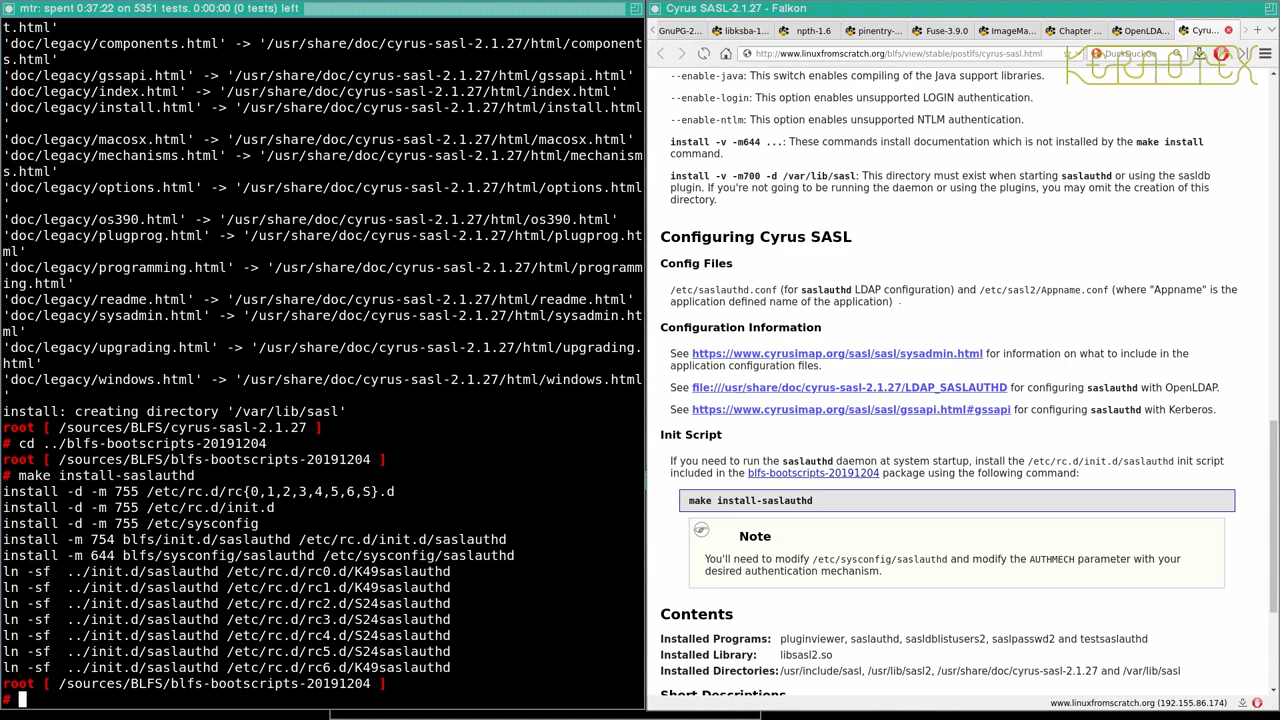 mtr: spent 0:37:22 on 5351 tests. 0:00:00 (0 tests) left
t.html'
'doc/legacy/components.html' -> '/usr/share/doc/cyrus-sasl-2.1.27/html/component
s.html'
'doc/legacy/gssapi.html' -> '/usr/share/doc/cyrus-sasl-2.1.27/html/gssapi.html'
'doc/legacy/index.html' -> '/usr/share/doc/cyrus-sasl-2.1.27/html/index.html'
'doc/legacy/install.html' -> '/usr/share/doc/cyrus-sasl-2.1.27/html/install.html
'
'doc/legacy/macosx.html' -> '/usr/share/doc/cyrus-sasl-2.1.27/html/macosx.html'
'doc/legacy/mechanisms.html' -> '/usr/share/doc/cyrus-sasl-2.1.27/html/mechanism
s.html'
'doc/legacy/options.html' -> '/usr/share/doc/cyrus-sasl-2.1.27/html/options.html
'
'doc/legacy/os390.html' -> '/usr/share/doc/cyrus-sasl-2.1.27/html/os390.html'
'doc/legacy/plugprog.html' -> '/usr/share/doc/cyrus-sasl-2.1.27/html/plugprog.ht
ml'
'doc/legacy/programming.html' -> '/usr/share/doc/cyrus-sasl-2.1.27/html/programm
ing.html'
'doc/legacy/readme.html' -> '/usr/share/doc/cyrus-sasl-2.1.27/html/readme.html'
'doc/legacy/sysadmin.html' -> '/usr/share/doc/cyrus-sasl-2.1.27/html/sysadmin.ht
ml'
'doc/legacy/upgrading.html' -> '/usr/share/doc/cyrus-sasl-2.1.27/html/upgrading.
html'
'doc/legacy/windows.html' -> '/usr/share/doc/cyrus-sasl-2.1.27/html/windows.html
'
install: creating directory '/var/lib/sasl'
root [ /sources/BLFS/cyrus-sasl-2.1.27 ]
# cd ../blfs-bootscripts-20191204
root [ /sources/BLFS/blfs-bootscripts-20191204 ]
# make install-saslauthd
install -d -m 755 /etc/rc.d/rc{0,1,2,3,4,5,6,S}.d
install -d -m 755 /etc/rc.d/init.d
install -d -m 755 /etc/sysconfig
install -m 754 blfs/init.d/saslauthd /etc/rc.d/init.d/saslauthd
install -m 644 blfs/sysconfig/saslauthd /etc/sysconfig/saslauthd
ln -sf  ../init.d/saslauthd /etc/rc.d/rc0.d/K49saslauthd
ln -sf  ../init.d/saslauthd /etc/rc.d/rc1.d/K49saslauthd
ln -sf  ../init.d/saslauthd /etc/rc.d/rc2.d/S24saslauthd
ln -sf  ../init.d/saslauthd /etc/rc.d/rc3.d/S24saslauthd
ln -sf  ../init.d/saslauthd /etc/rc.d/rc4.d/S24saslauthd
ln -sf  ../init.d/saslauthd /etc/rc.d/rc5.d/S24saslauthd
ln -sf  ../init.d/saslauthd /etc/rc.d/rc6.d/K49saslauthd
root [ /sources/BLFS/blfs-bootscripts-20191204 ]
#
Cyrus SASL-2.1.27 - Falkon
GnuPG-2... libksba-1... npth-1.6 pinentry-... Fuse-3.9.0 ImageMa... Chapter ... OpenLDA... Cyru...
http://www.linuxfromscratch.org/blfs/view/stable/postlfs/cyrus-sasl.html DuckDuckGo
KERNOTEX
--enable-java: This switch enables compiling of the Java support libraries.
--enable-login: This option enables unsupported LOGIN authentication.
--enable-ntlm: This option enables unsupported NTLM authentication.
install -v -m644 ...: These commands install documentation which is not installed by the make install
command.
install -v -m700 -d /var/lib/sasl: This directory must exist when starting saslauthd or using the sasldb
plugin. If you're not going to be running the daemon or using the plugins, you may omit the creation of this
directory.
Configuring Cyrus SASL
Config Files
/etc/saslauthd.conf (for saslauthd LDAP configuration) and /etc/sasl2/Appname.conf (where "Appname" is the
application defined name of the application)
Configuration Information
See https://www.cyrusimap.org/sasl/sasl/sysadmin.html for information on what to include in the
application configuration files.
See file:///usr/share/doc/cyrus-sasl-2.1.27/LDAP_SASLAUTHD for configuring saslauthd with OpenLDAP.
See https://www.cyrusimap.org/sasl/sasl/gssapi.html#gssapi for configuring saslauthd with Kerberos.
Init Script
If you need to run the saslauthd daemon at system startup, install the /etc/rc.d/init.d/saslauthd init script
included in the blfs-bootscripts-20191204 package using the following command:
make install-saslauthd
Note
You'll need to modify /etc/sysconfig/saslauthd and modify the AUTHMECH parameter with your
desired authentication mechanism.
Contents
Installed Programs: pluginviewer, saslauthd, sasldblistusers2, saslpasswd2 and testsaslauthd
Installed Library: libsasl2.so
Installed Directories: /usr/include/sasl, /usr/lib/sasl2, /usr/share/doc/cyrus-sasl-2.1.27 and /var/lib/sasl
Short Descriptions
www.linuxfromscratch.org (192.155.86.174)